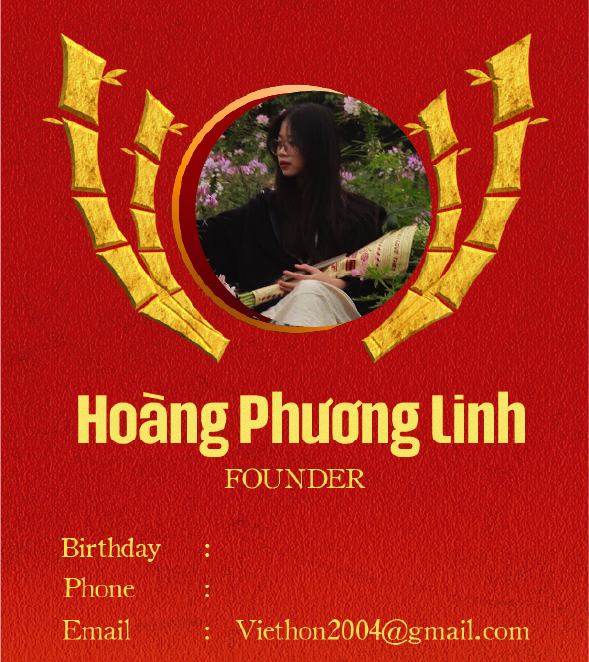 Hoàng Phương Linh
FOUNDER
Birthday :
Phone :
Email : Viethon2004@gmail.com